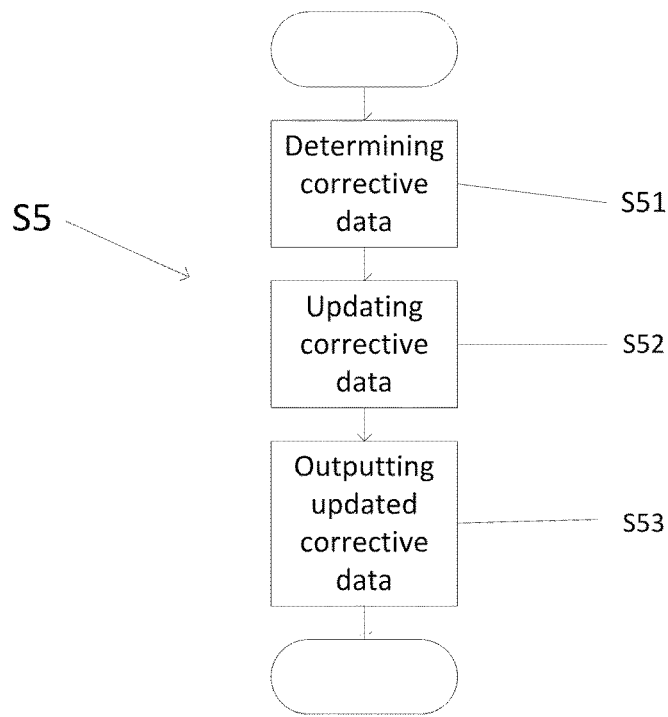 Determining
corrective
data
S51
S5
Updating
corrective
data
S52
Outputting
updated
corrective
data
S53